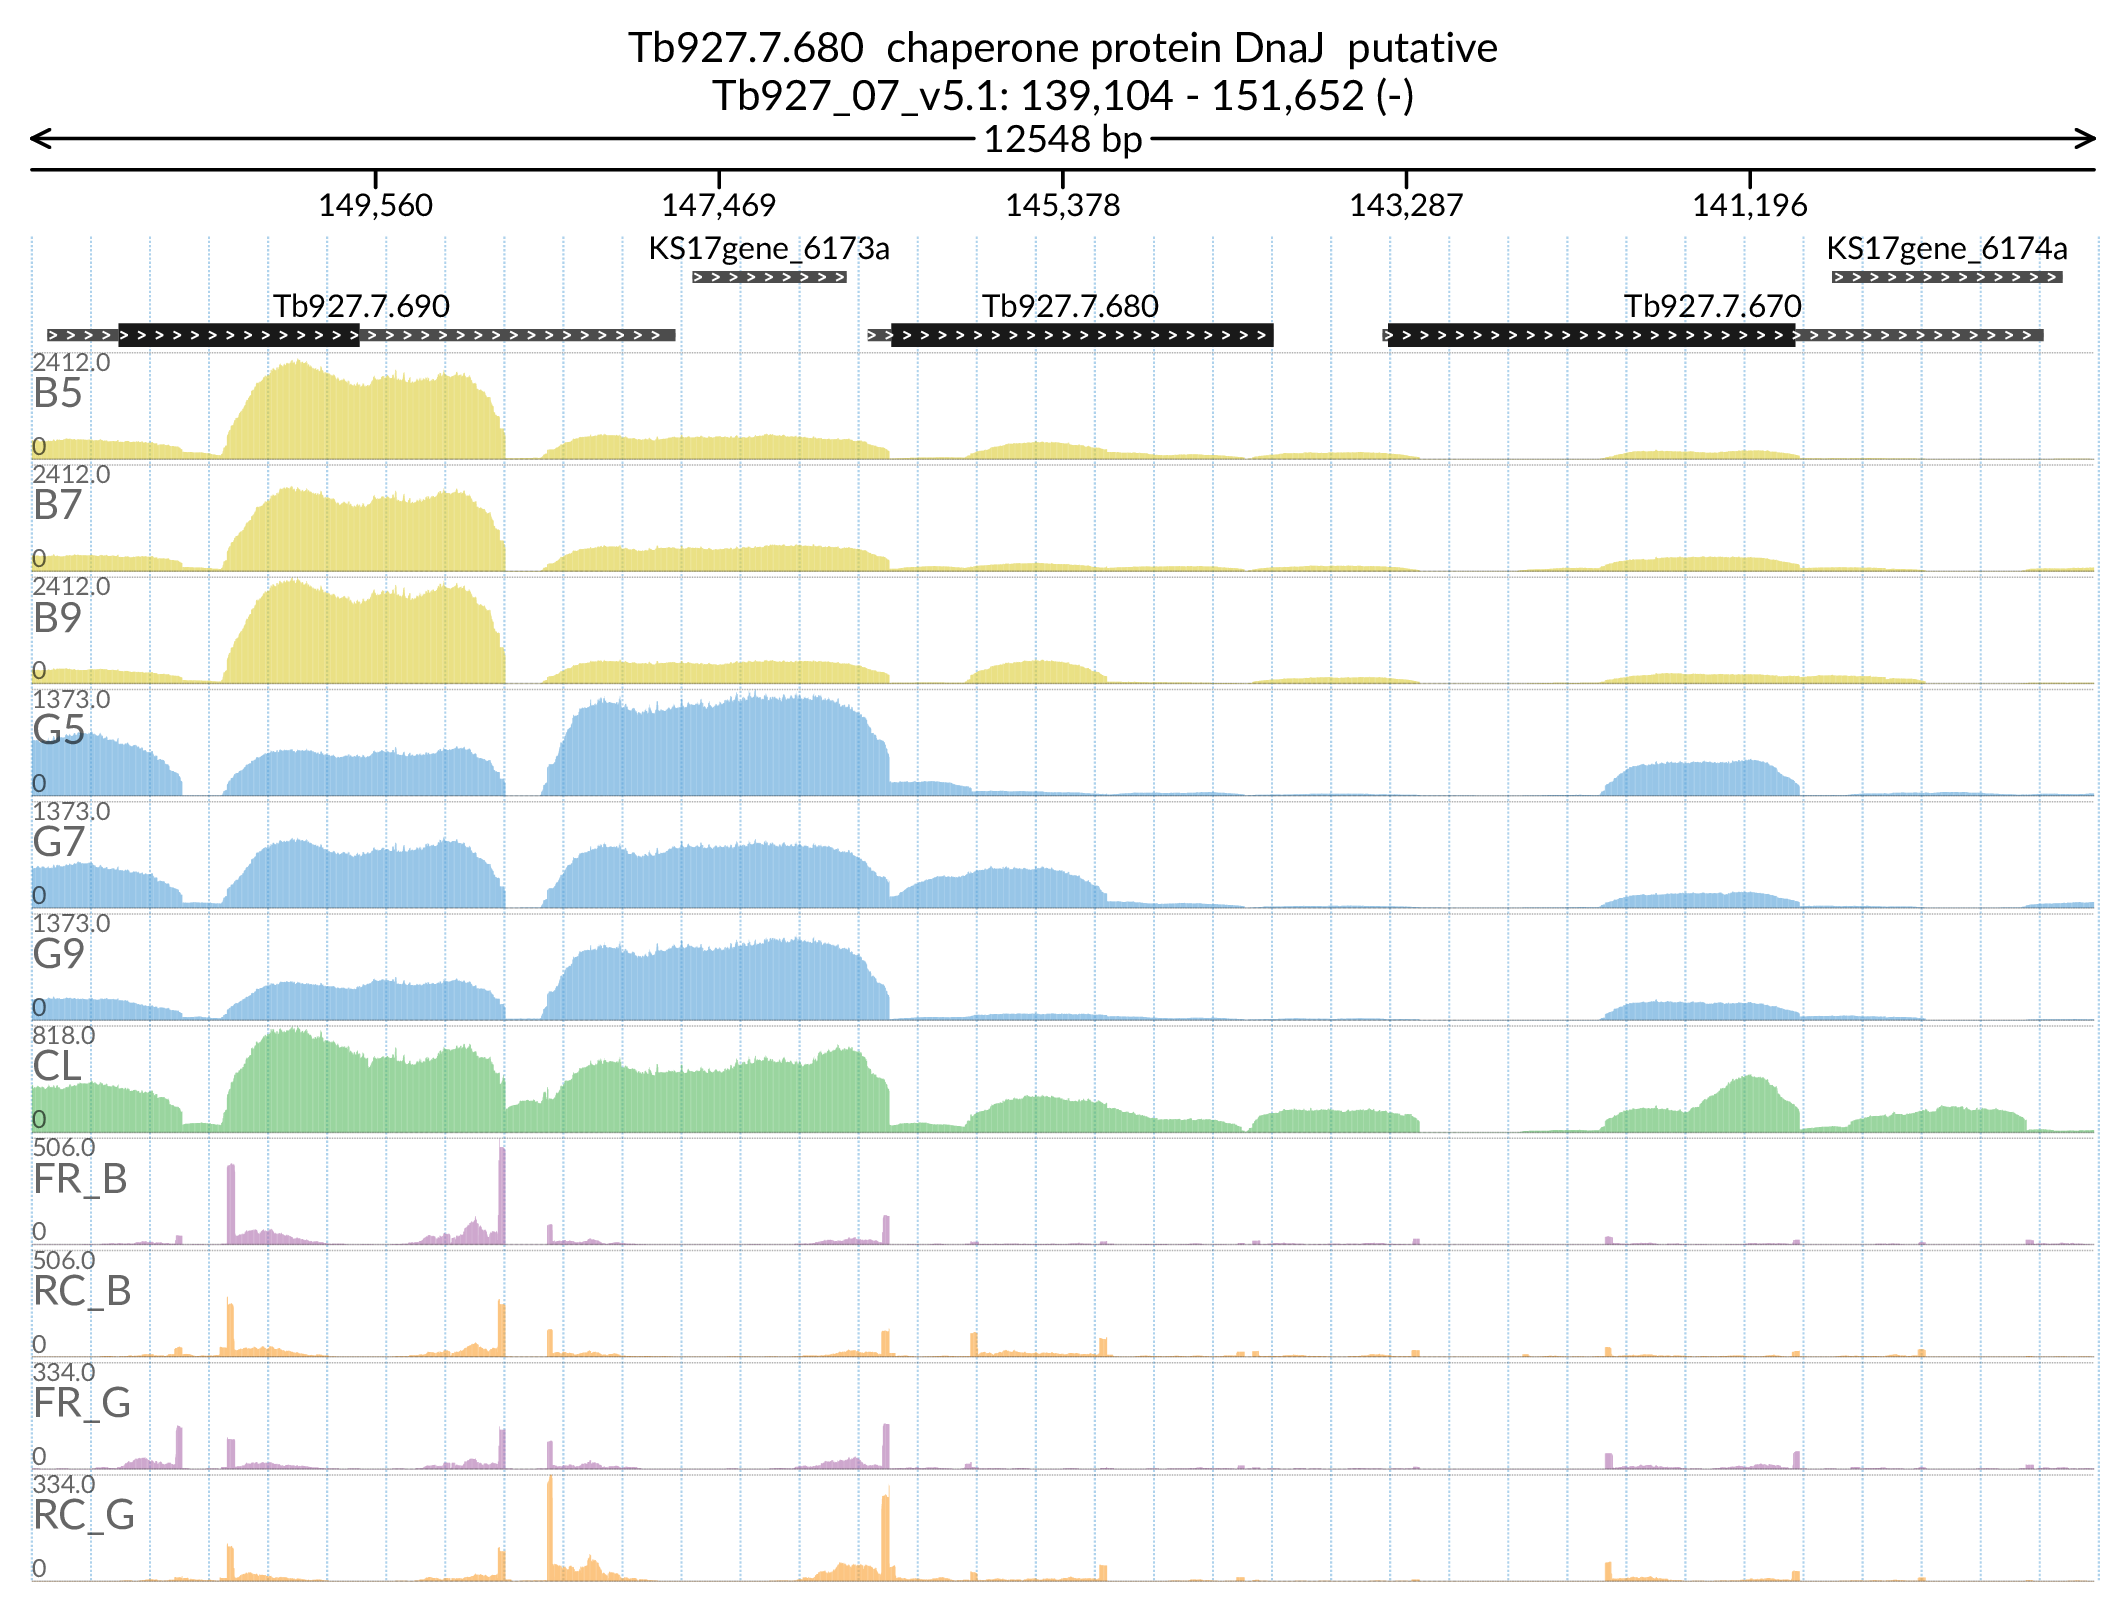 Tb927.7.680  chaperone protein DnaJ  putative
Tb927_07_v5.1: 139,104 - 151,652 (-)
12548 bp
149,560 147,469 145,378 143,287 141,196
KS17gene_6173a KS17gene_6174a
Tb927.7.690 Tb927.7.680 Tb927.7.670
2412.0
B5
0
2412.0
B7
0
2412.0
B9
0
1373.0
G5
0
1373.0
G7
0
1373.0
G9
0
818.0
CL
0
506.0
FR_B
0
506.0
RC_B
0
334.0
FR_G
0
334.0
RC_G
0